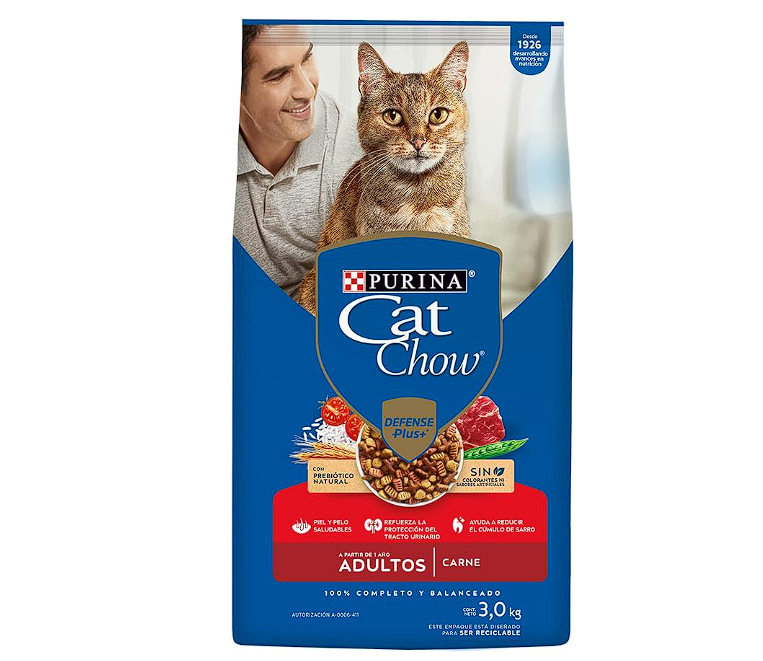 Desde
1926
desarrollando
avances en
nutrición
PURINA®
Cat
Chow®
DEFENSE
Plus+
CON
PREBIÓTICO
NATURAL
SIN
COLORANTES NI
SABORES ARTIFICIALES
PIEL Y PELO
SALUDABLES
REFUERZA LA
PROTECCIÓN DEL
TRACTO URINARIO
AYUDA A REDUCIR
EL CÚMULO DE SARRO
A PARTIR DE 1 AÑO
ADULTOS | CARNE
100% COMPLETO Y BALANCEADO
AUTORIZACIÓN A-0006-411
CONT. NETO 3,0 kg
ESTE EMPAQUE ESTÁ DISEÑADO
PARA SER RECICLABLE